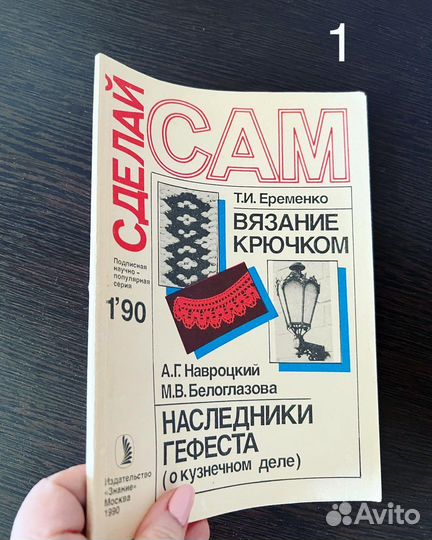 1
СДЕЛАЙ
САМ
Подписная
научно-
популярная
серия
1'90
Т.И. Еременко
ВЯЗАНИЕ
КРЮЧКОМ
А.Г. Навроцкий
М.В. Белоглазова
НАСЛЕДНИКИ
ГЕФЕСТА
(о кузнечном деле)
Издательство
«Знание»
Москва
1990
Avito